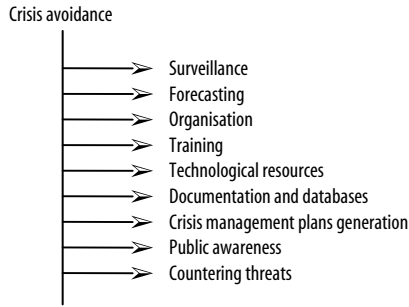 Crisis avoidance
Surveillance
Forecasting
Organisation
Training
Technological resources
Documentation and databases
Crisis management plans generation
Public awareness
Countering threats